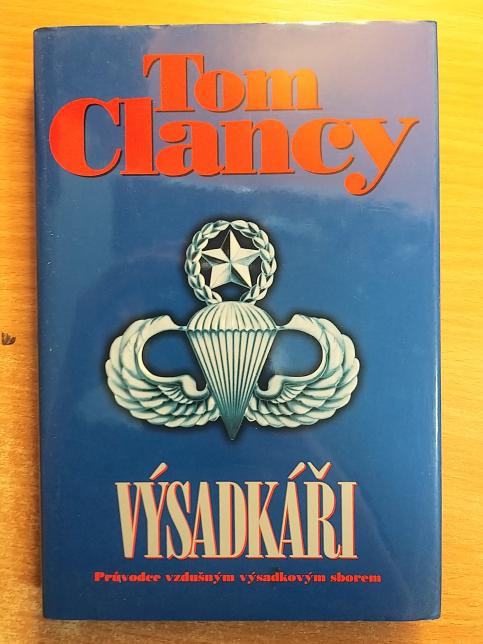 Tom
Clancy
VÝSADKÁŘI
Průvodce vzdušným výsadkovým sborem